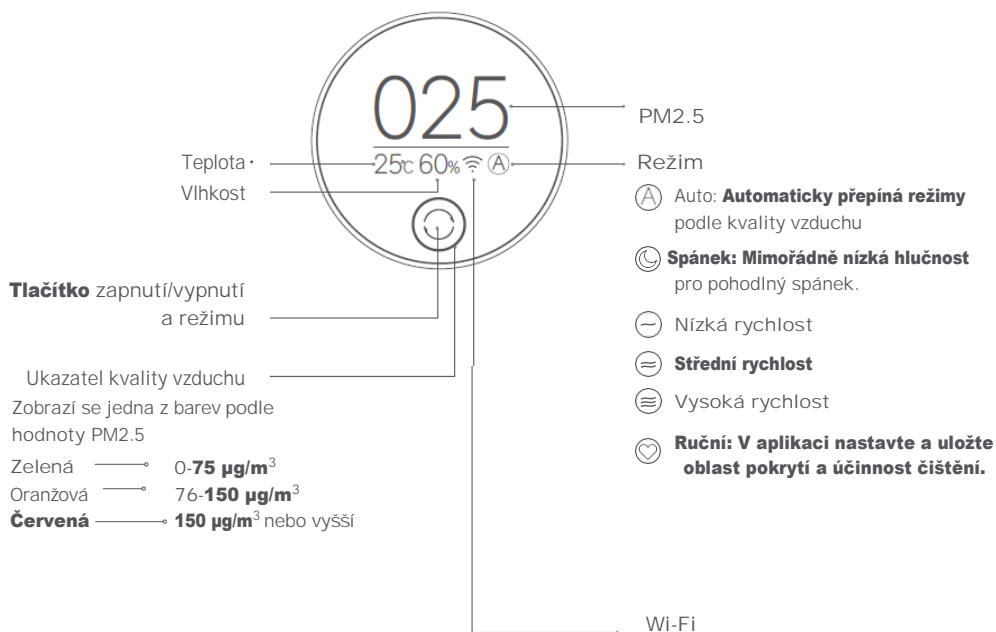 025
25℃ 60%
PM2.5
Teplota
Vlhkost
Režim
A Auto: Automaticky přepíná režimy
podle kvality vzduchu
Spánek: Mimořádně nízká hlučnost
pro pohodlný spánek.
Nízká rychlost
Střední rychlost
Vysoká rychlost
Ruční: V aplikaci nastavte a uložte
oblast pokrytí a účinnost čištění.
Tlačítko zapnutí/vypnutí
a režimu
Ukazatel kvality vzduchu
Zobrazí se jedna z barev podle
hodnoty PM2.5
Zelená 0-75 µg/m³
Oranžová 76-150 µg/m³
Červená 150 µg/m³ nebo vyšší
Wi-Fi